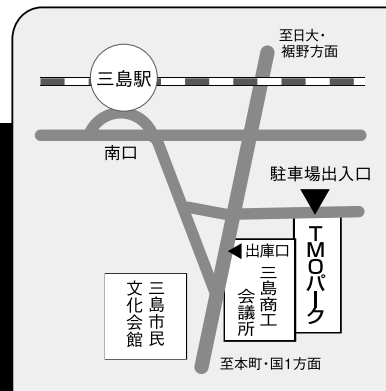 至日大・
裾野方面
三島駅
南口
駐車場出入口
出庫口
TMOパーク
三島商工
会議所
三島市民
文化会館
至本町・国1方面